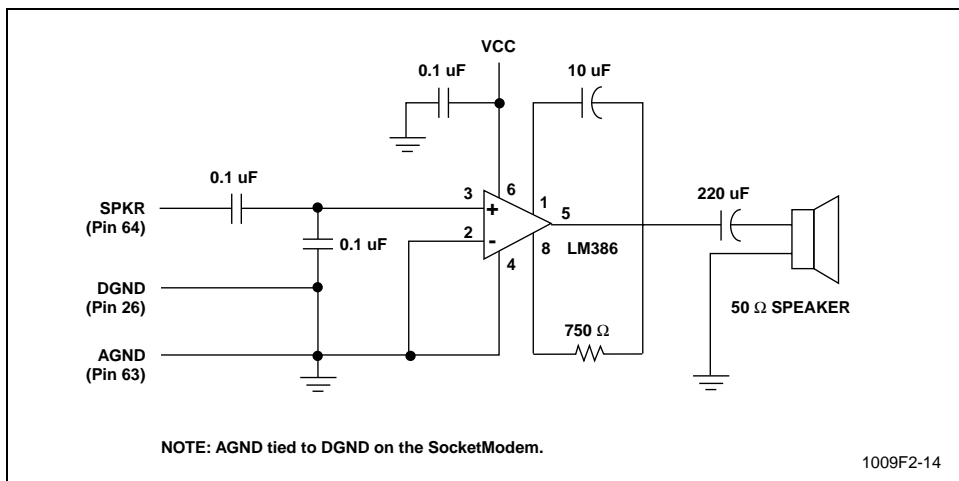 VCC
0.1 uF
10 uF
0.1 uF
220 uF
SPKR
(Pin 64)
3
6
+
1
5
2
-
8
LM386
0.1 uF
4
DGND
(Pin 26)
50 Ω SPEAKER
750 Ω
AGND
(Pin 63)
NOTE: AGND tied to DGND on the SocketModem.
1009F2-14